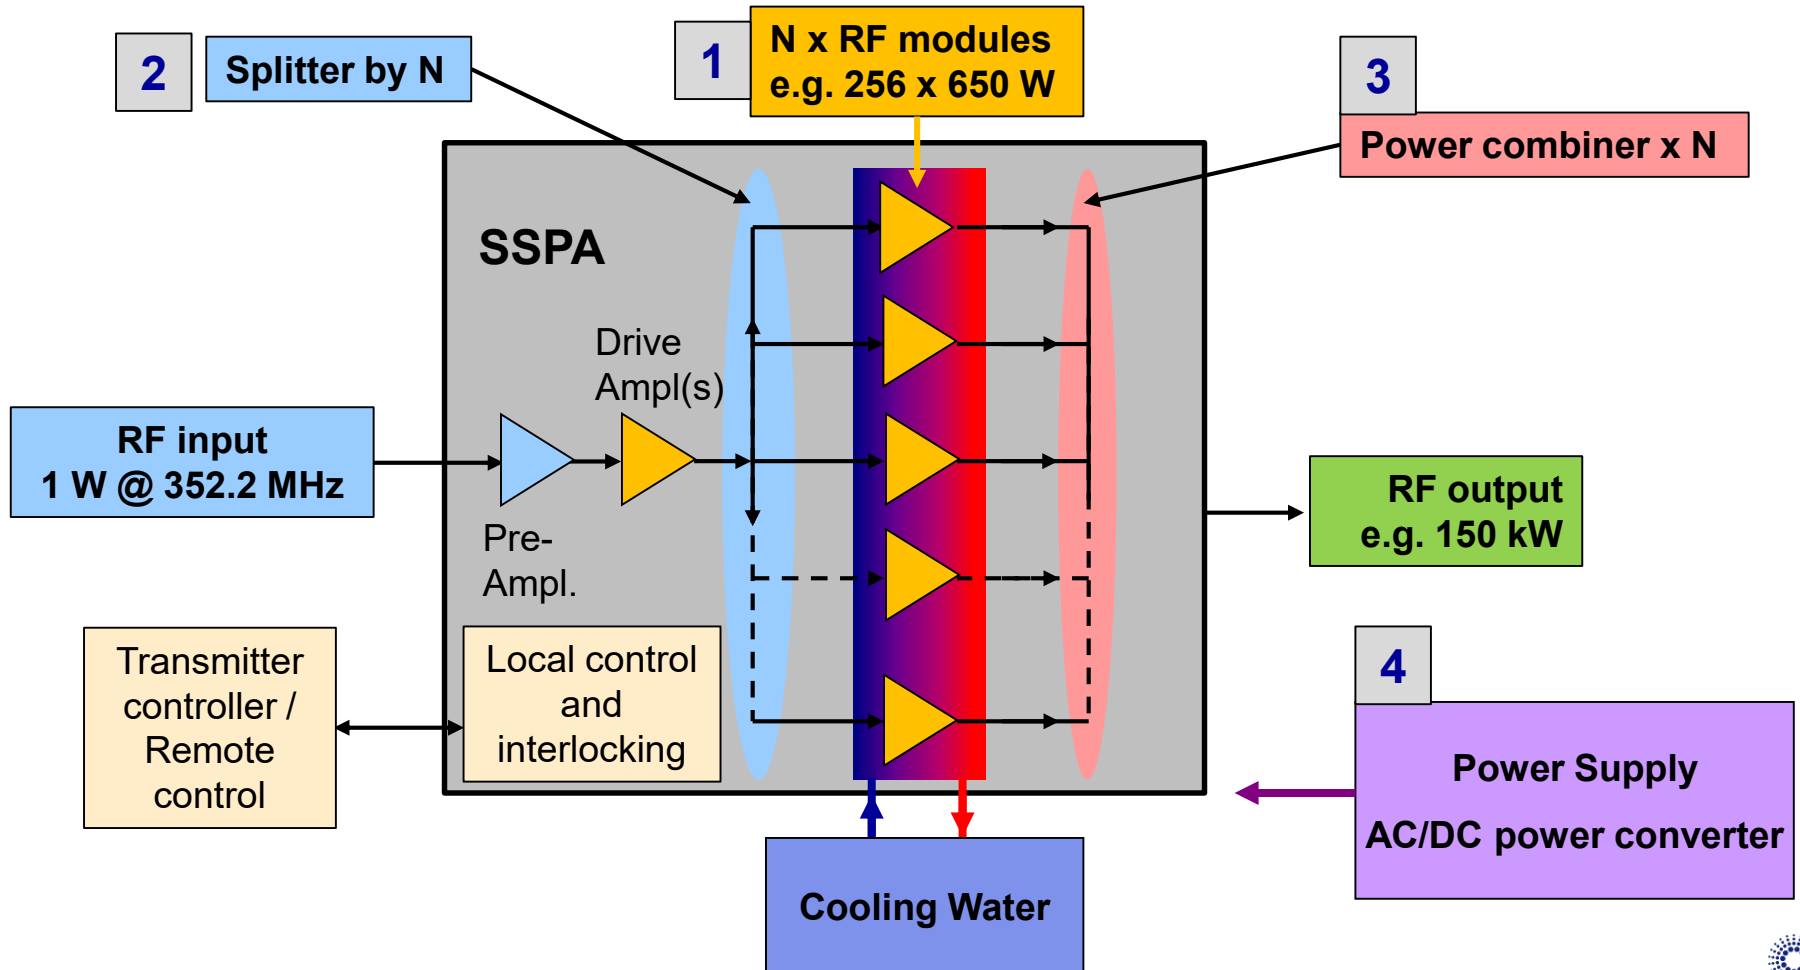 2
Splitter by N
1
N x RF modules
e.g. 256 x 650 W
3
Power combiner x N
SSPA
Drive
Ampl(s)
RF input
1 W @ 352.2 MHz
Pre-
Ampl.
RF output
e.g. 150 kW
Transmitter
controller /
Remote
control
Local control
and
interlocking
4
Power Supply
AC/DC power converter
Cooling Water